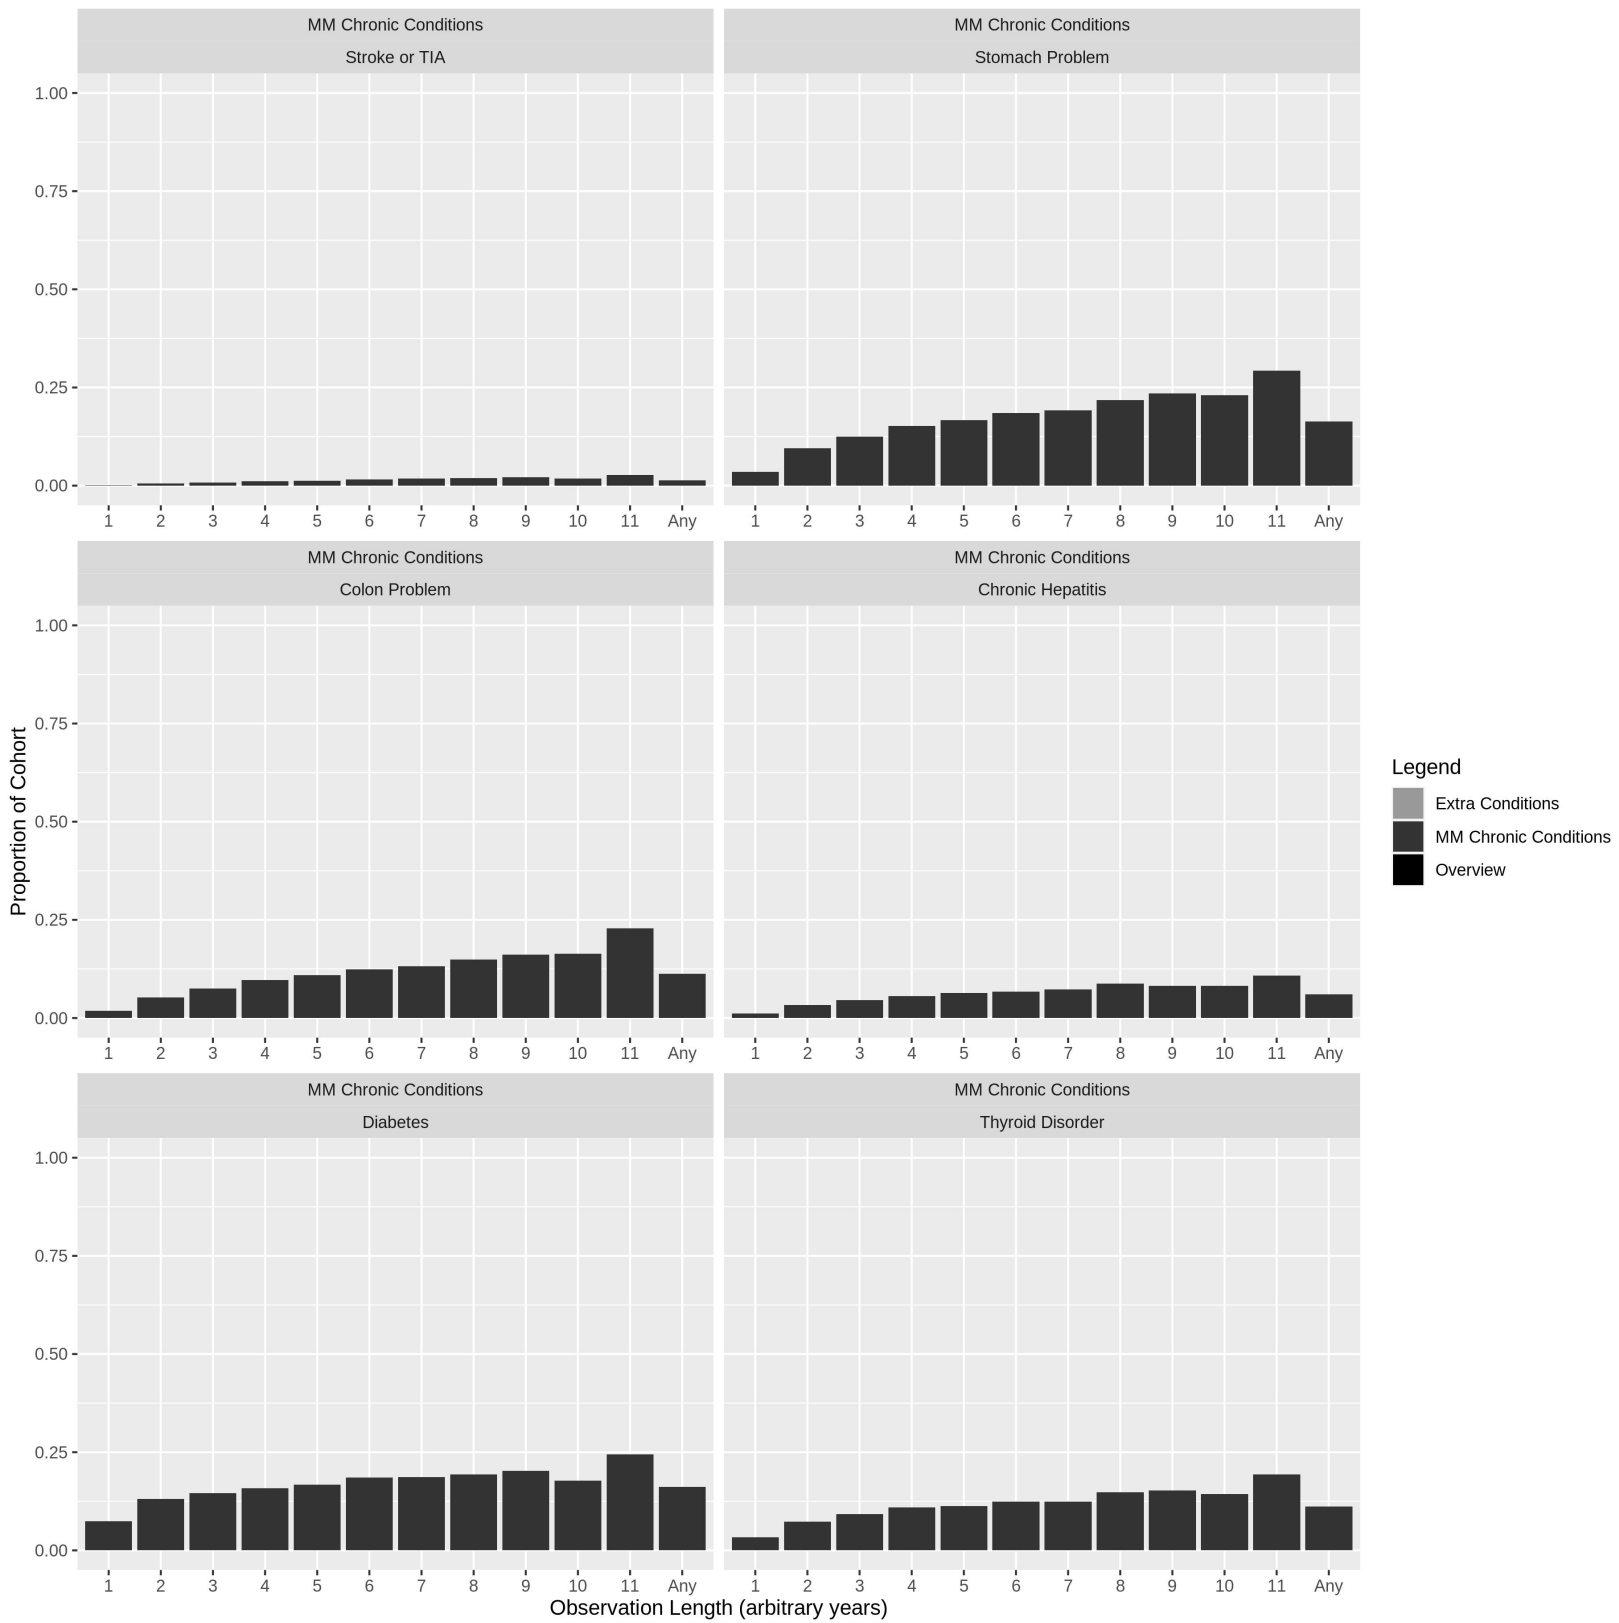 MM Chronic Conditions
Stroke or TIA
MM Chronic Conditions
Stomach Problem
1.00
0.75
0.50
0.25
0.00
1 2 3 4 5 6 7 8 9 10 11 Any
1 2 3 4 5 6 7 8 9 10 11 Any
MM Chronic Conditions
Colon Problem
MM Chronic Conditions
Chronic Hepatitis
1.00
0.75
0.50
0.25
0.00
1 2 3 4 5 6 7 8 9 10 11 Any
1 2 3 4 5 6 7 8 9 10 11 Any
MM Chronic Conditions
Diabetes
MM Chronic Conditions
Thyroid Disorder
1.00
0.75
0.50
0.25
0.00
1 2 3 4 5 6 7 8 9 10 11 Any
1 2 3 4 5 6 7 8 9 10 11 Any
Proportion of Cohort
Observation Length (arbitrary years)
Legend
Extra Conditions
MM Chronic Conditions
Overview